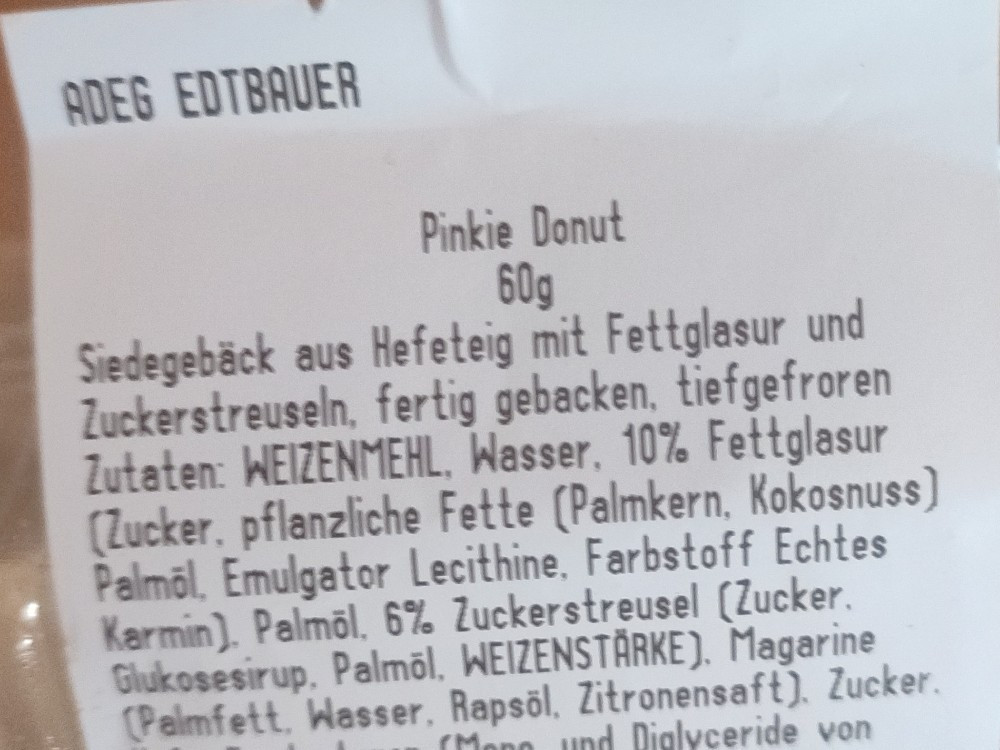 ADEG EDTBAUER
Pinkie Donut
60g
Siedegebäck aus Hefeteig mit Fettglasur und
Zuckerstreuseln, fertig gebacken, tiefgefroren
Zutaten: WEIZENMEHL, Wasser, 10% Fettglasur
(Zucker, pflanzliche Fette (Palmkern, Kokosnuss)
Palmöl, Emulgator Lecithine, Farbstoff Echtes
Karmin), Palmöl, 6% Zuckerstreusel (Zucker,
Glukosesirup, Palmöl, WEIZENSTÄRKE), Magarine
(Palmfett, Wasser, Rapsöl, Zitronensaft), Zucker,
(Mono und Diglyceride von